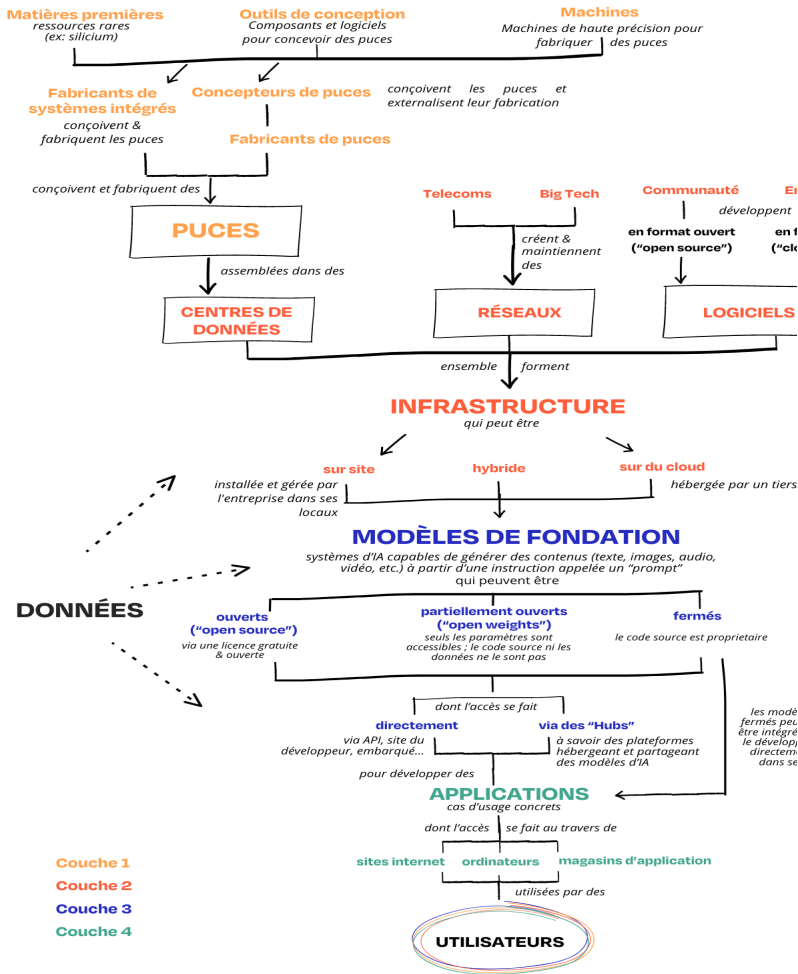 Matières premières
ressources rares
(ex: silicium)
Outils de conception
Composants et logiciels
pour concevoir des puces
Machines
Machines de haute précision pour
fabriquer des puces
Fabricants de
systèmes intégrés
conçoivent &
fabriquent les puces
Concepteurs de puces
conçoivent les puces et
externalisent leur fabrication
Fabricants de puces
conçoivent et fabriquent des
PUCES
assemblées dans des
CENTRES DE
DONNÉES
Telecoms
Big Tech
créent &
maintiennent
des
RÉSEAUX
Communauté
développent
en format ouvert
(“open source”)
LOGICIELS
ensemble forment
INFRASTRUCTURE
qui peut être
sur site
installée et gérée par
l'entreprise dans ses
locaux
hybride
sur du cloud
hébergée par un tiers
MODÈLES DE FONDATION
systèmes d’IA capables de générer des contenus (texte, images, audio,
vidéo, etc.) à partir d’une instruction appelée un “prompt”
qui peuvent être
DONNÉES
ouverts
(“open source”)
via une licence gratuite
& ouverte
partiellement ouverts
(“open weights”)
seuls les paramètres sont
accessibles ; le code source ni les
données ne le sont pas
fermés
le code source est proprietaire
dont l’accès se fait
directement
via API, site du
développeur, embarqué...
via des “Hubs”
à savoir des plateformes
hébergeant et partageant
des modèles d’IA
les
fermés
être
le
dans
pour développer des
APPLICATIONS
cas d’usage concrets
dont l’accès se fait au travers de
sites internet
ordinateurs
magasins d’application
utilisées par des
UTILISATEURS
Couche 1
Couche 2
Couche 3
Couche 4